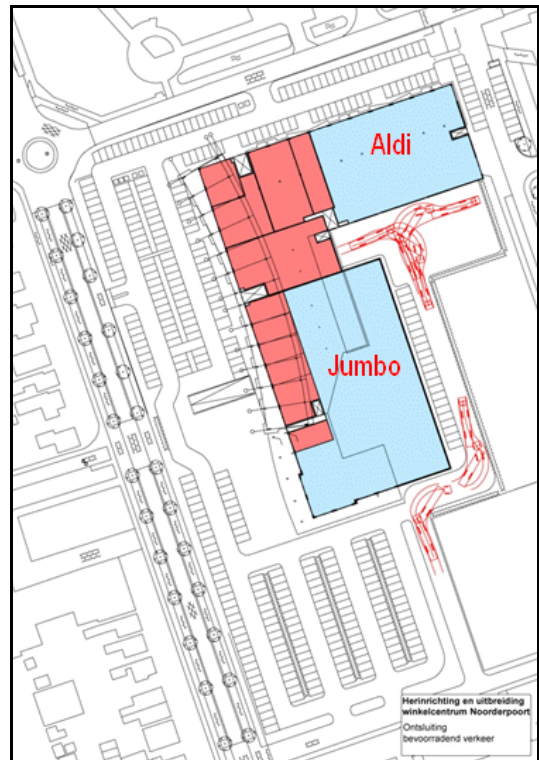 Aldi
Jumbo
Herinrichting en uitbreiding
winkelcentrum Noorderpoort
Ontsluiting
bevoorradend verkeer